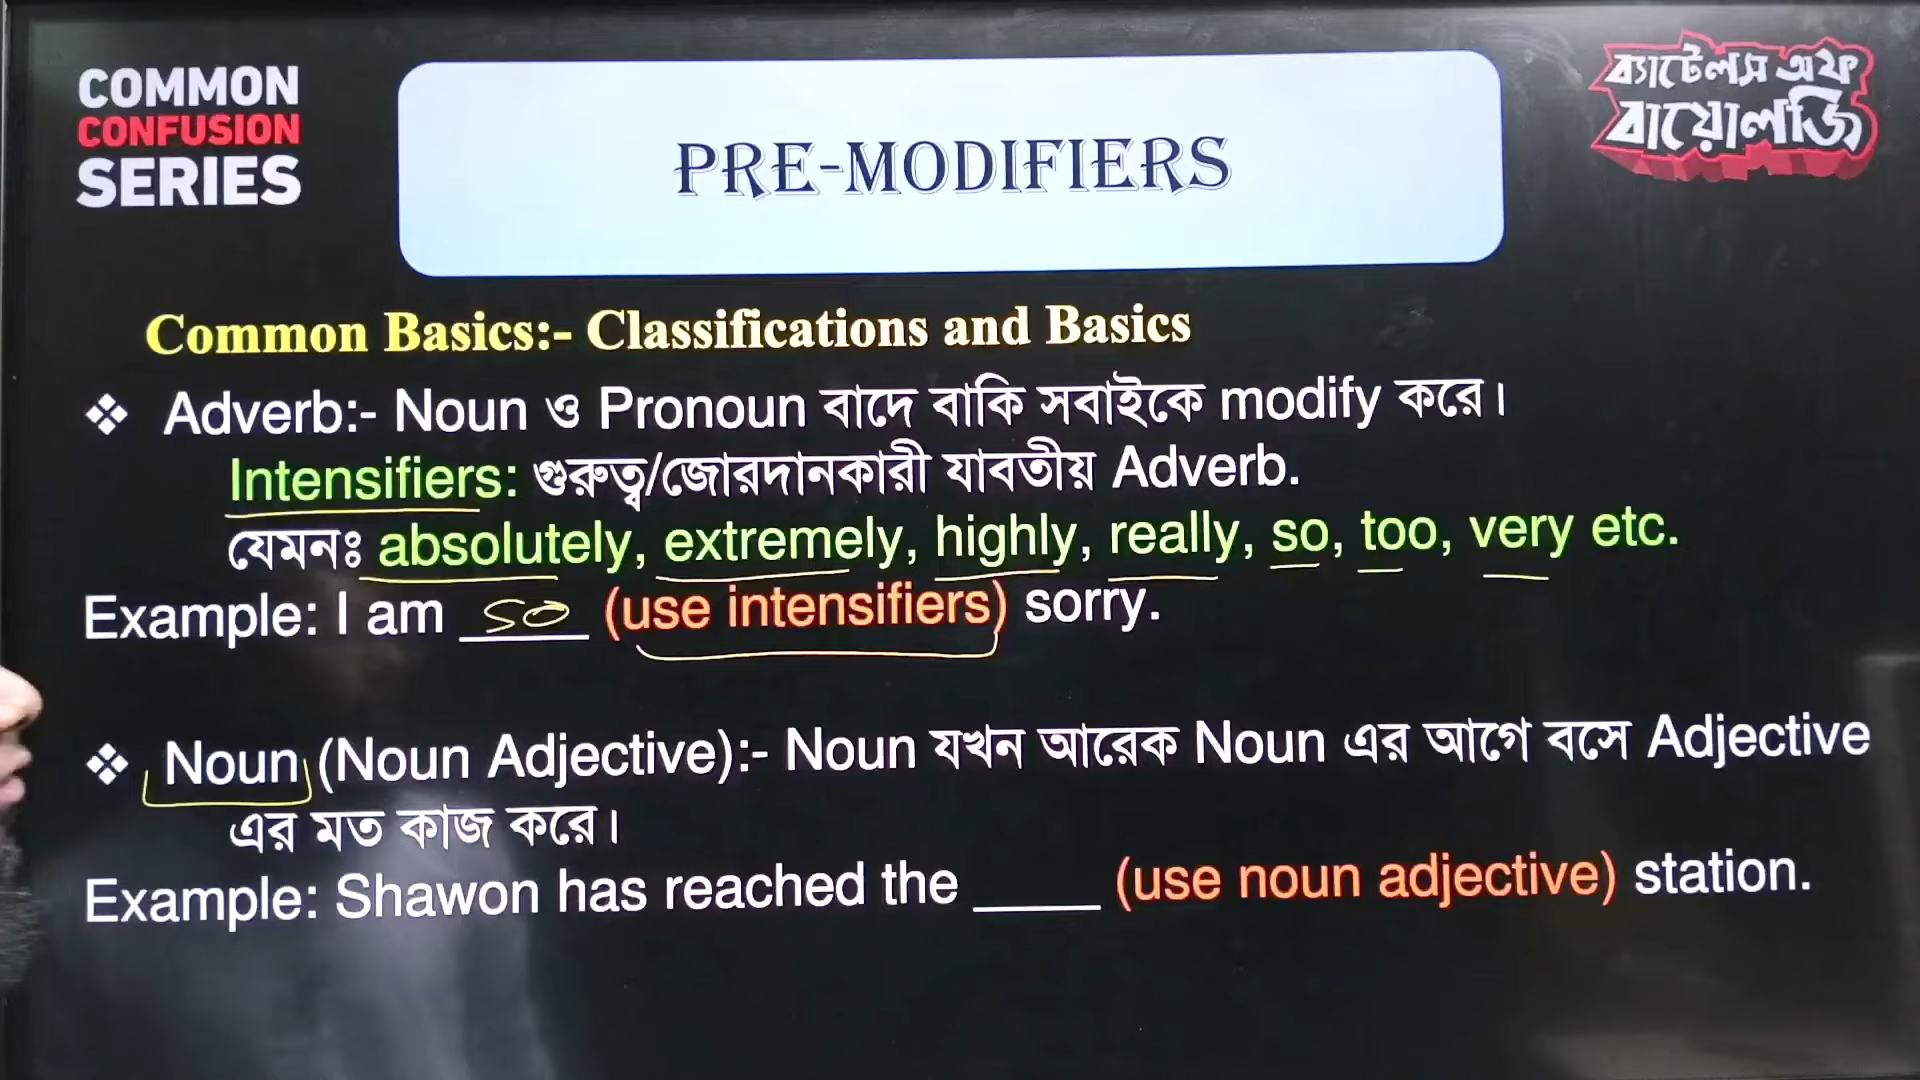 COMMON
CONFUSION
SERIES
PRE-MODIFIERS
ব্যাটেলস অফ
বায়োলজি
Common Basics:- Classifications and Basics
❖ Adverb:- Noun ও Pronoun বাদে বাকি সবাইকে modify করে।
Intensifiers: গুরুত্ব/জোরদানকারী যাবতীয় Adverb.
যেমনঃ absolutely, extremely, highly, really, so, too, very etc.
Example: I am so (use intensifiers) sorry.
❖ Noun (Noun Adjective):- Noun যখন আরেক Noun এর আগে বসে Adjective
এর মত কাজ করে।
Example: Shawon has reached the _____ (use noun adjective) station.